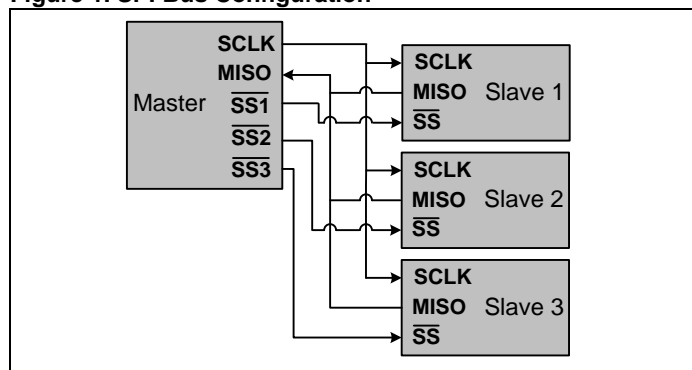 Figure 1. SPI Bus Configuration
Master
SCLK
MISO
SS1
SS2
SS3
SCLK
MISO
SS
Slave 1
SCLK
MISO
SS
Slave 2
SCLK
MISO
SS
Slave 3